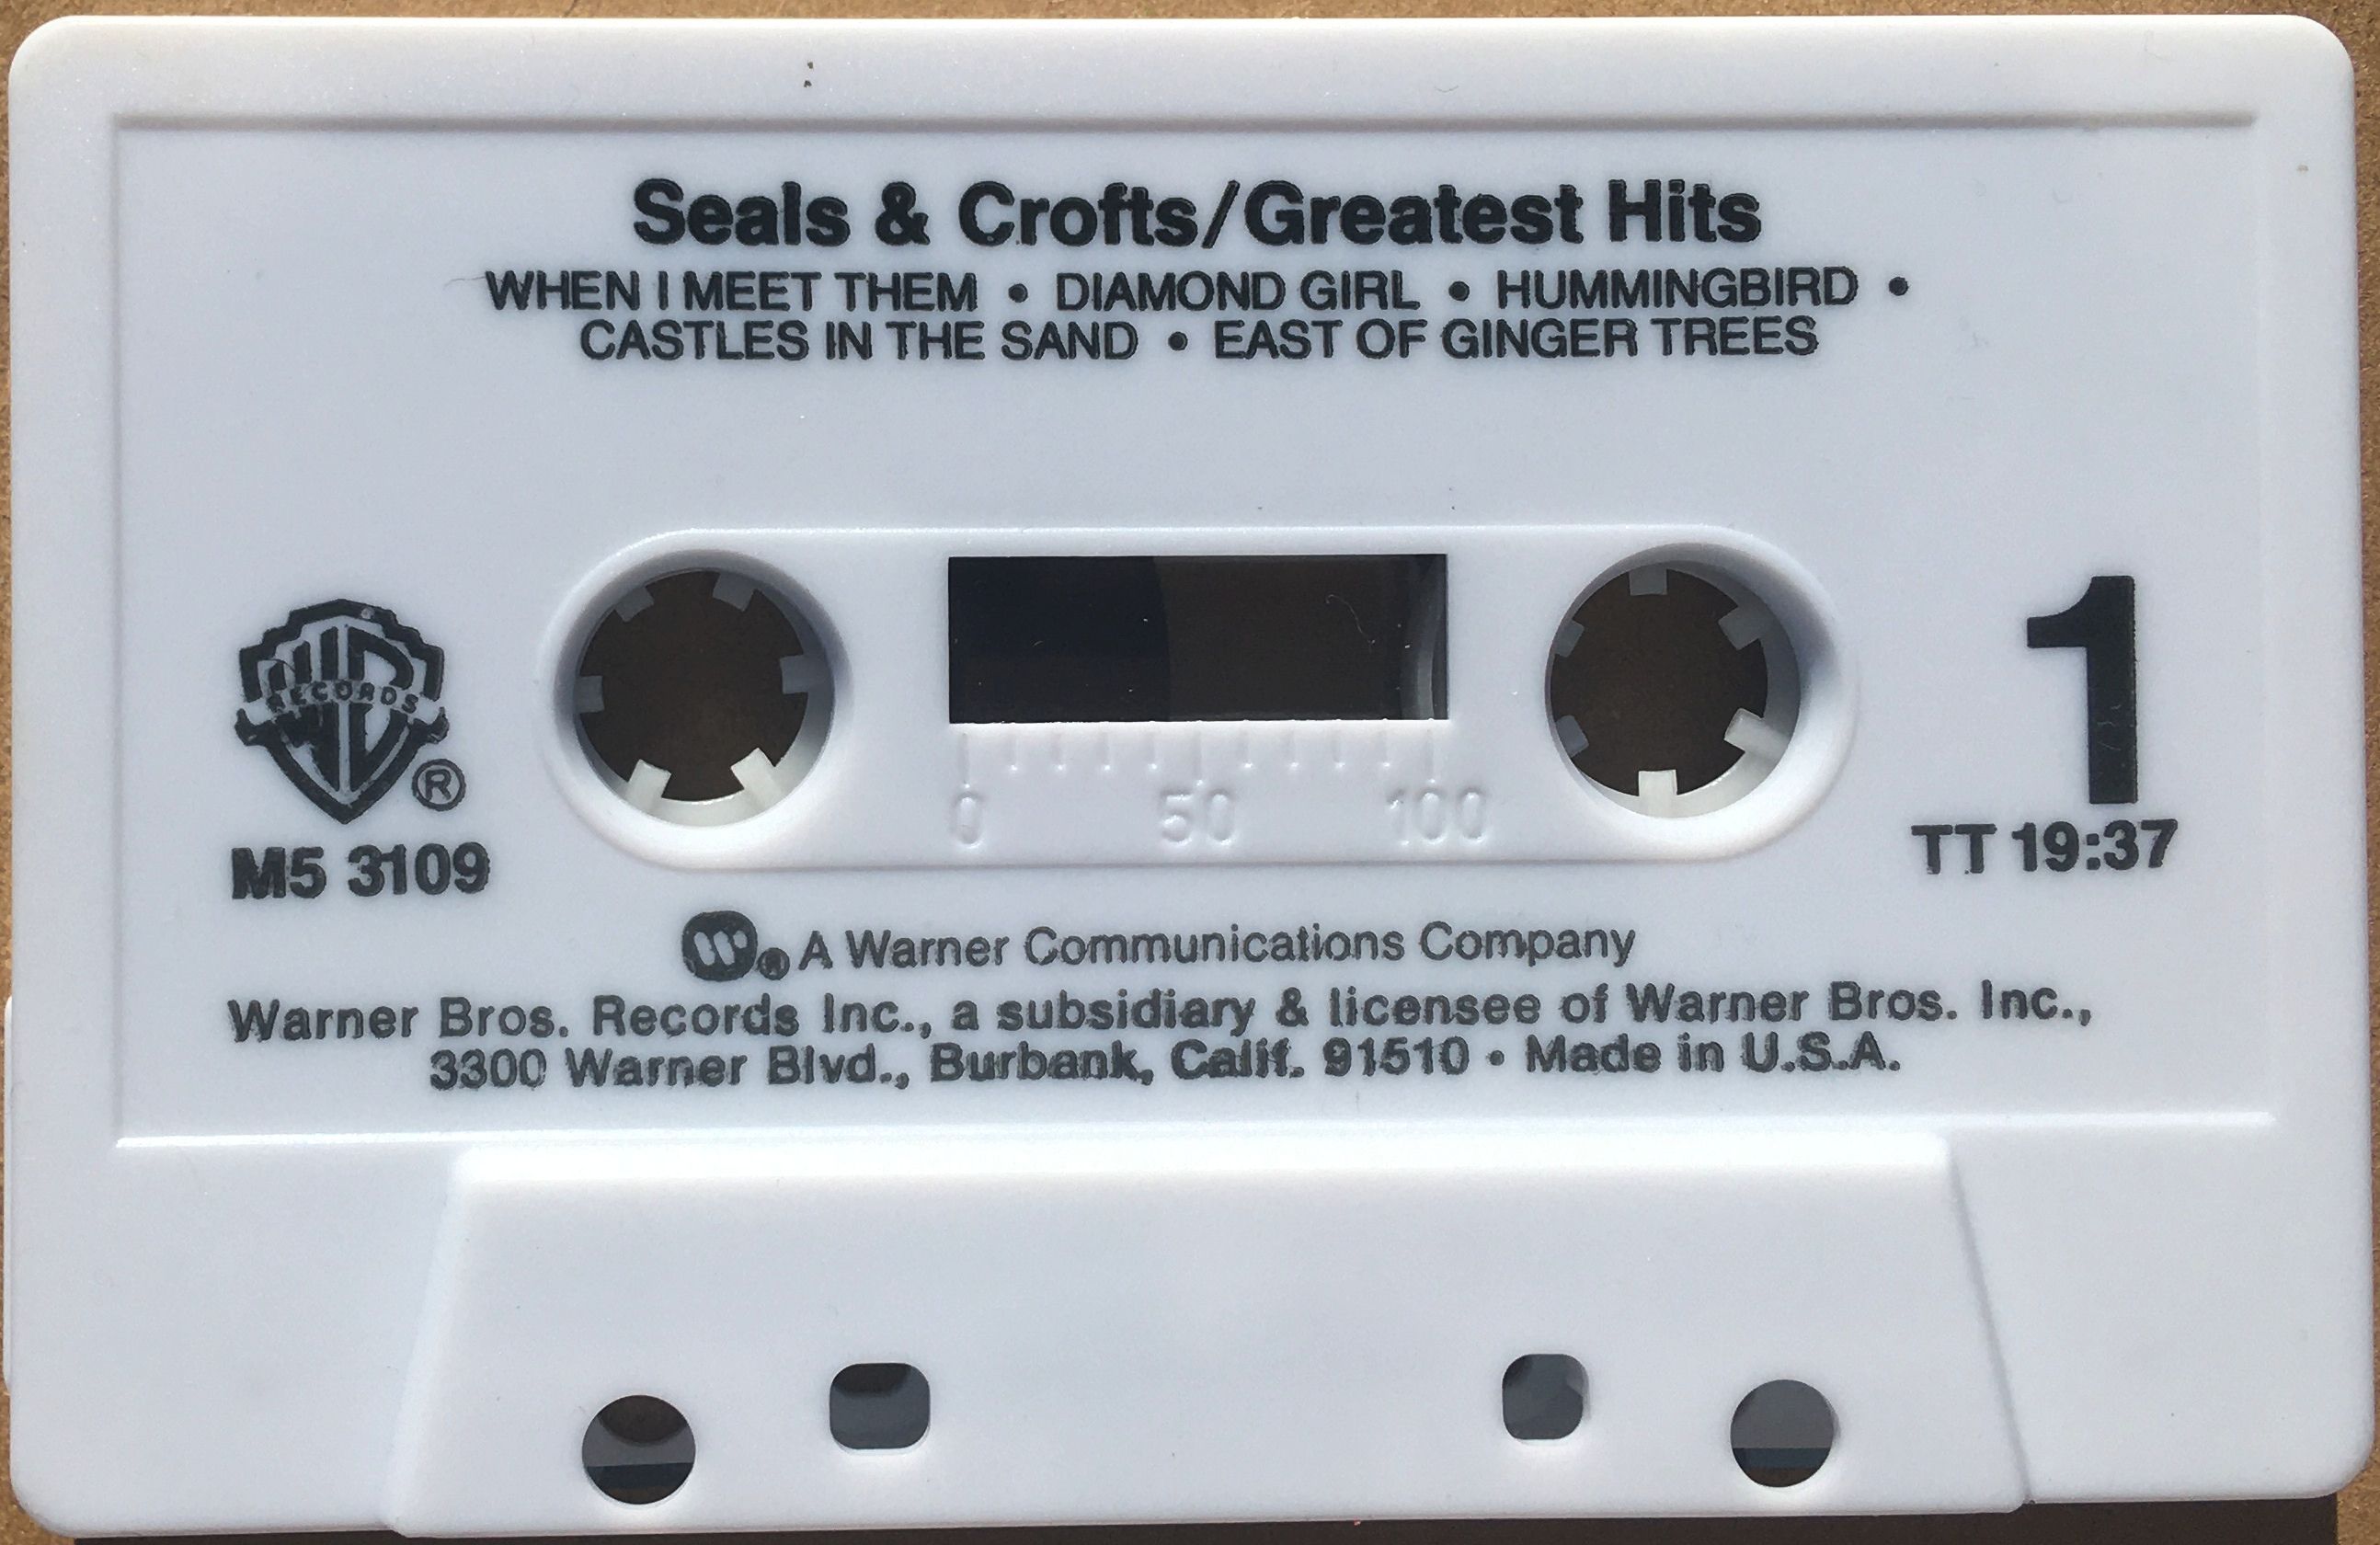 Seals & Crofts/Greatest Hits
WHEN I MEET THEM • DIAMOND GIRL • HUMMINGBIRD •
CASTLES IN THE SAND • EAST OF GINGER TREES
1
RECORDS
®
0 50 100
M5 3109
TT 19:37
® A Warner Communications Company
Warner Bros. Records Inc., a subsidiary & licensee of Warner Bros. Inc.,
3300 Warner Blvd., Burbank, Calif. 91510 • Made in U.S.A.